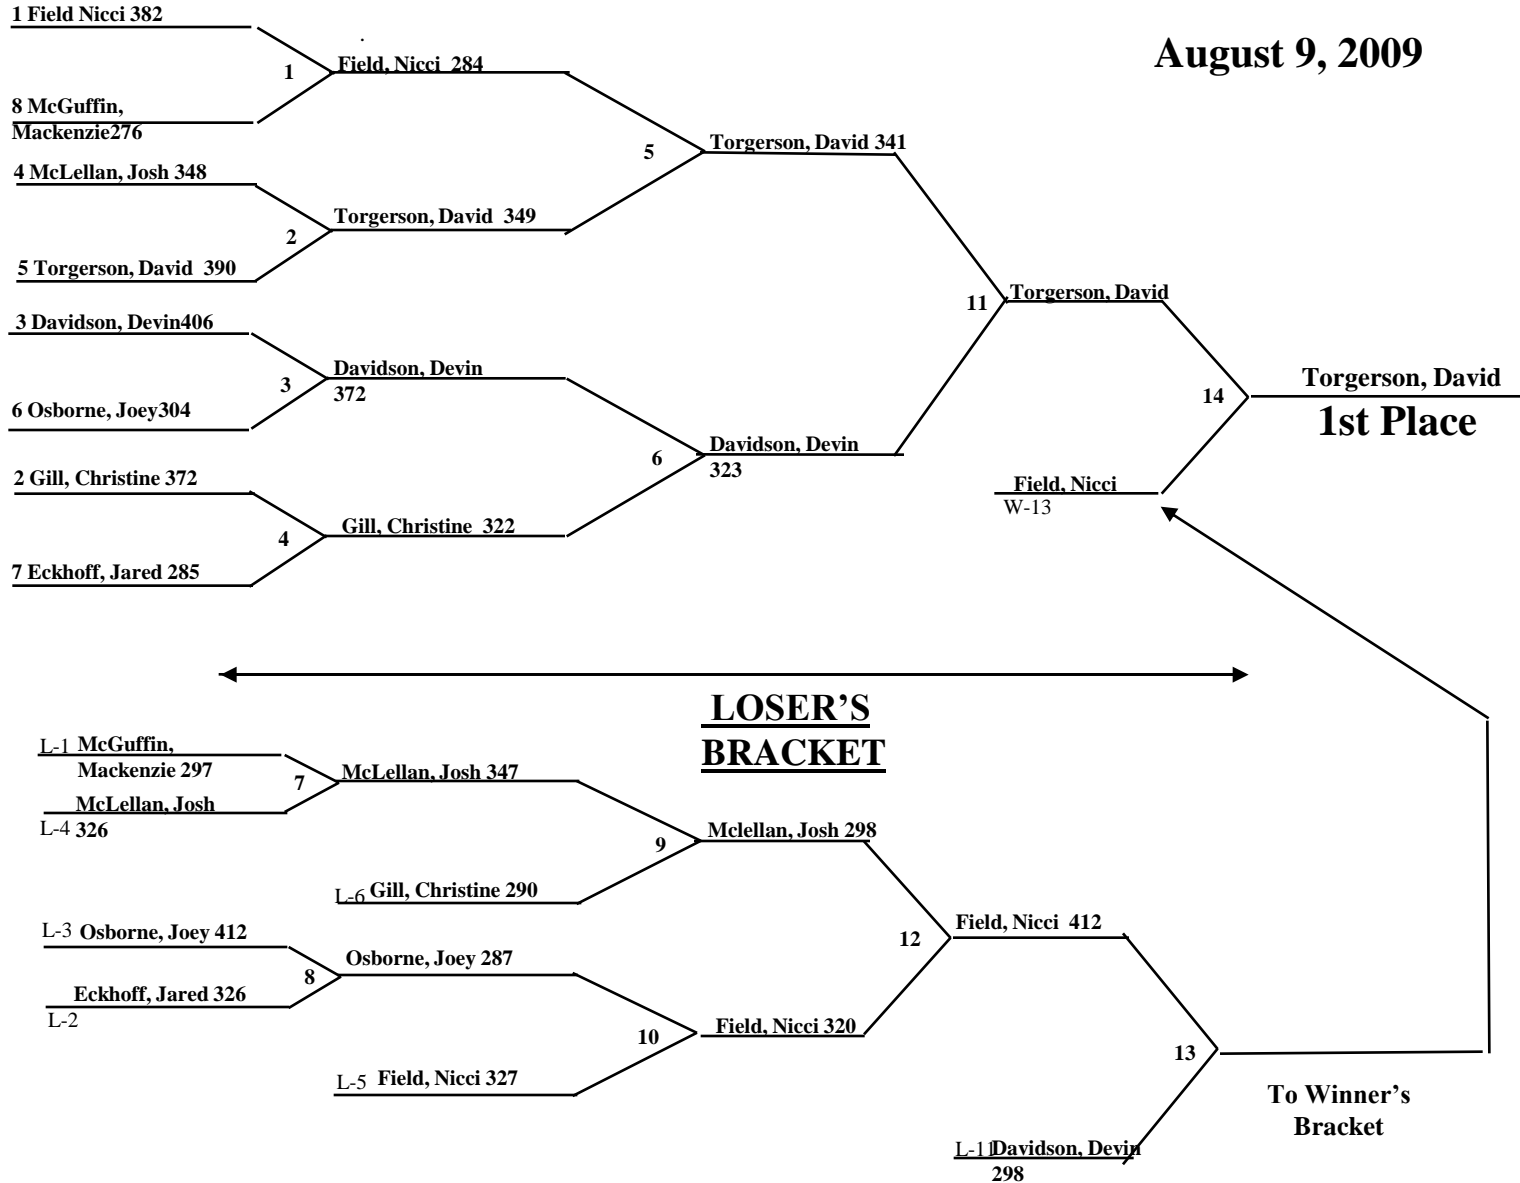 1 Field Nicci 382
.
August 9, 2009
1
Field, Nicci 284
8 McGuffin,
Mackenzie276
5
Torgerson, David 341
4 McLellan, Josh 348
2
Torgerson, David 349
5 Torgerson, David 390
11
Torgerson, David
3 Davidson, Devin406
3
Davidson, Devin
372
6 Osborne, Joey304
14
Torgerson, David
1st Place
6
Davidson, Devin
323
2 Gill, Christine 372
Field, Nicci
W-13
4
Gill, Christine 322
7 Eckhoff, Jared 285
LOSER’S
BRACKET
L-1 McGuffin,
Mackenzie 297
7
McLellan, Josh 347
McLellan, Josh
L-4 326
9
Mclellan, Josh 298
L-6 Gill, Christine 290
L-3 Osborne, Joey 412
12
Field, Nicci 412
8
Osborne, Joey 287
Eckhoff, Jared 326
L-2
10
Field, Nicci 320
13
L-5 Field, Nicci 327
To Winner’s
Bracket
L-11Davidson, Devin
298